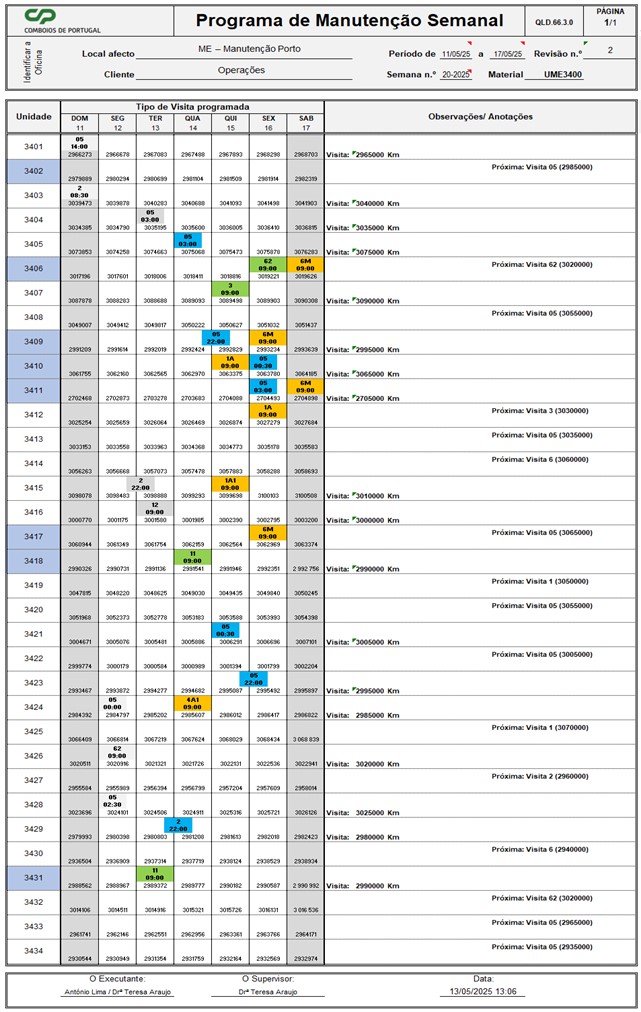 CP
COMBOIOS DE PORTUGAL
Programa de Manutenção Semanal
QLD.66.3.0
PÁGINA
1/1
Identificar a Oficina
Local afecto ME – Manutenção Porto
Período de 11/05/25 a 17/05/25 Revisão n.º 2
Cliente Operações
Semana n.º 20-2025 Material UME3400
Unidade Tipo de Visita programada Observações/ Anotações
DOM SEG TER QUA QUI SEX SAB
11 12 13 14 15 16 17
05
14:00
3401 2966273 2966678 2967083 2967488 2967893 2968298 2968703 Visita: 2965000 Km
3402 2979889 2980294 2980699 2981104 2981509 2981914 2982319 Próxima: Visita 05 (2985000)
2
08:30
3403 3039473 3039878 3040283 3040688 3041093 3041498 3041903 Visita: 3040000 Km
05
03:00
3404 3034385 3034790 3035195 3035600 3036005 3036410 3036815 Visita: 3035000 Km
05
03:00
3405 3073853 3074258 3074663 3075068 3075473 3075878 3076283 Visita: 3075000 Km
62 6M
09:00 09:00
3406 3017196 3017601 3018006 3018411 3018816 3019221 3019626 Próxima: Visita 62 (3020000)
3
09:00
3407 3087878 3088283 3088688 3089093 3089498 3089903 3090308 Visita: 3090000 Km
3408 3049007 3049412 3049817 3050222 3050627 3051032 3051437 Próxima: Visita 05 (3055000)
05 6M
22:00 09:00
3409 2991209 2991614 2992019 2992424 2992829 2993234 2993639 Visita: 2995000 Km
1A 05
09:00 00:30
3410 3061755 3062160 3062565 3062970 3063375 3063780 3064185 Visita: 3065000 Km
05 6M
03:00 09:00
3411 2702468 2702873 2703278 2703683 2704088 2704493 2704898 Visita: 2705000 Km
1A
09:00
3412 3025254 3025659 3026064 3026469 3026874 3027279 3027684 Próxima: Visita 3 (3030000)
3413 3033153 3033558 3033963 3034368 3034773 3035178 3035583 Próxima: Visita 05 (3035000)
3414 3056263 3056668 3057073 3057478 3057883 3058288 3058693 Próxima: Visita 6 (3060000)
2 1A1
22:00 09:00
3415 3098078 3098483 3098888 3099293 3099698 3100103 3100508 Visita: 3010000 Km
12
09:00
3416 3000770 3001175 3001580 3001985 3002390 3002795 3003200 Visita: 3000000 Km
6M
09:00
3417 3060944 3061349 3061754 3062159 3062564 3062969 3063374 Próxima: Visita 05 (3065000)
11
09:00
3418 2990326 2990731 2991136 2991541 2991946 2992351 2 992 756 Visita: 2990000 Km
3419 3047815 3048220 3048625 3049030 3049435 3049840 3050245 Próxima: Visita 1 (3050000)
3420 3051968 3052373 3052778 3053183 3053588 3053993 3054398 Próxima: Visita 05 (3055000)
05
00:30
3421 3004671 3005076 3005481 3005886 3006291 3006696 3007101 Visita: 3005000 Km
3422 2999774 3000179 3000584 3000989 3001394 3001799 3002204 Próxima: Visita 05 (3005000)
05
22:00
3423 2993467 2993872 2994277 2994682 2995087 2995492 2995897 Visita: 2995000 Km
05 4A1
00:00 09:00
3424 2984392 2984797 2985202 2985607 2986012 2986417 2986822 Visita: 2985000 Km
3425 3066409 3066814 3067219 3067624 3068029 3068434 3 068 839 Próxima: Visita 1 (3070000)
62
09:00
3426 3020511 3020916 3021321 3021726 3022131 3022536 3022941 Visita: 3020000 Km
3427 2955584 2955989 2956394 2956799 2957204 2957609 2958014 Próxima: Visita 2 (2960000)
05
02:30
3428 3023696 3024101 3024506 3024911 3025316 3025721 3026126 Visita: 3025000 Km
2
22:00
3429 2979993 2980398 2980803 2981208 2981613 2982018 2982423 Visita: 2980000 Km
3430 2936504 2936909 2937314 2937719 2938124 2938529 2938934 Próxima: Visita 6 (2940000)
11
09:00
3431 2988562 2988967 2989372 2989777 2990182 2990587 2 990 992 Visita: 2990000 Km
3432 3014106 3014511 3014916 3015321 3015726 3016131 3 016 536 Próxima: Visita 62 (3020000)
3433 2961741 2962146 2962551 2962956 2963361 2963766 2964171 Próxima: Visita 05 (2965000)
3434 2930544 2930949 2931354 2931759 2932164 2932569 2932974 Próxima: Visita 05 (2935000)
O Executante: O Supervisor: Data:
António Lima / Drª Teresa Araujo Drª Teresa Araujo 13/05/2025 13:06